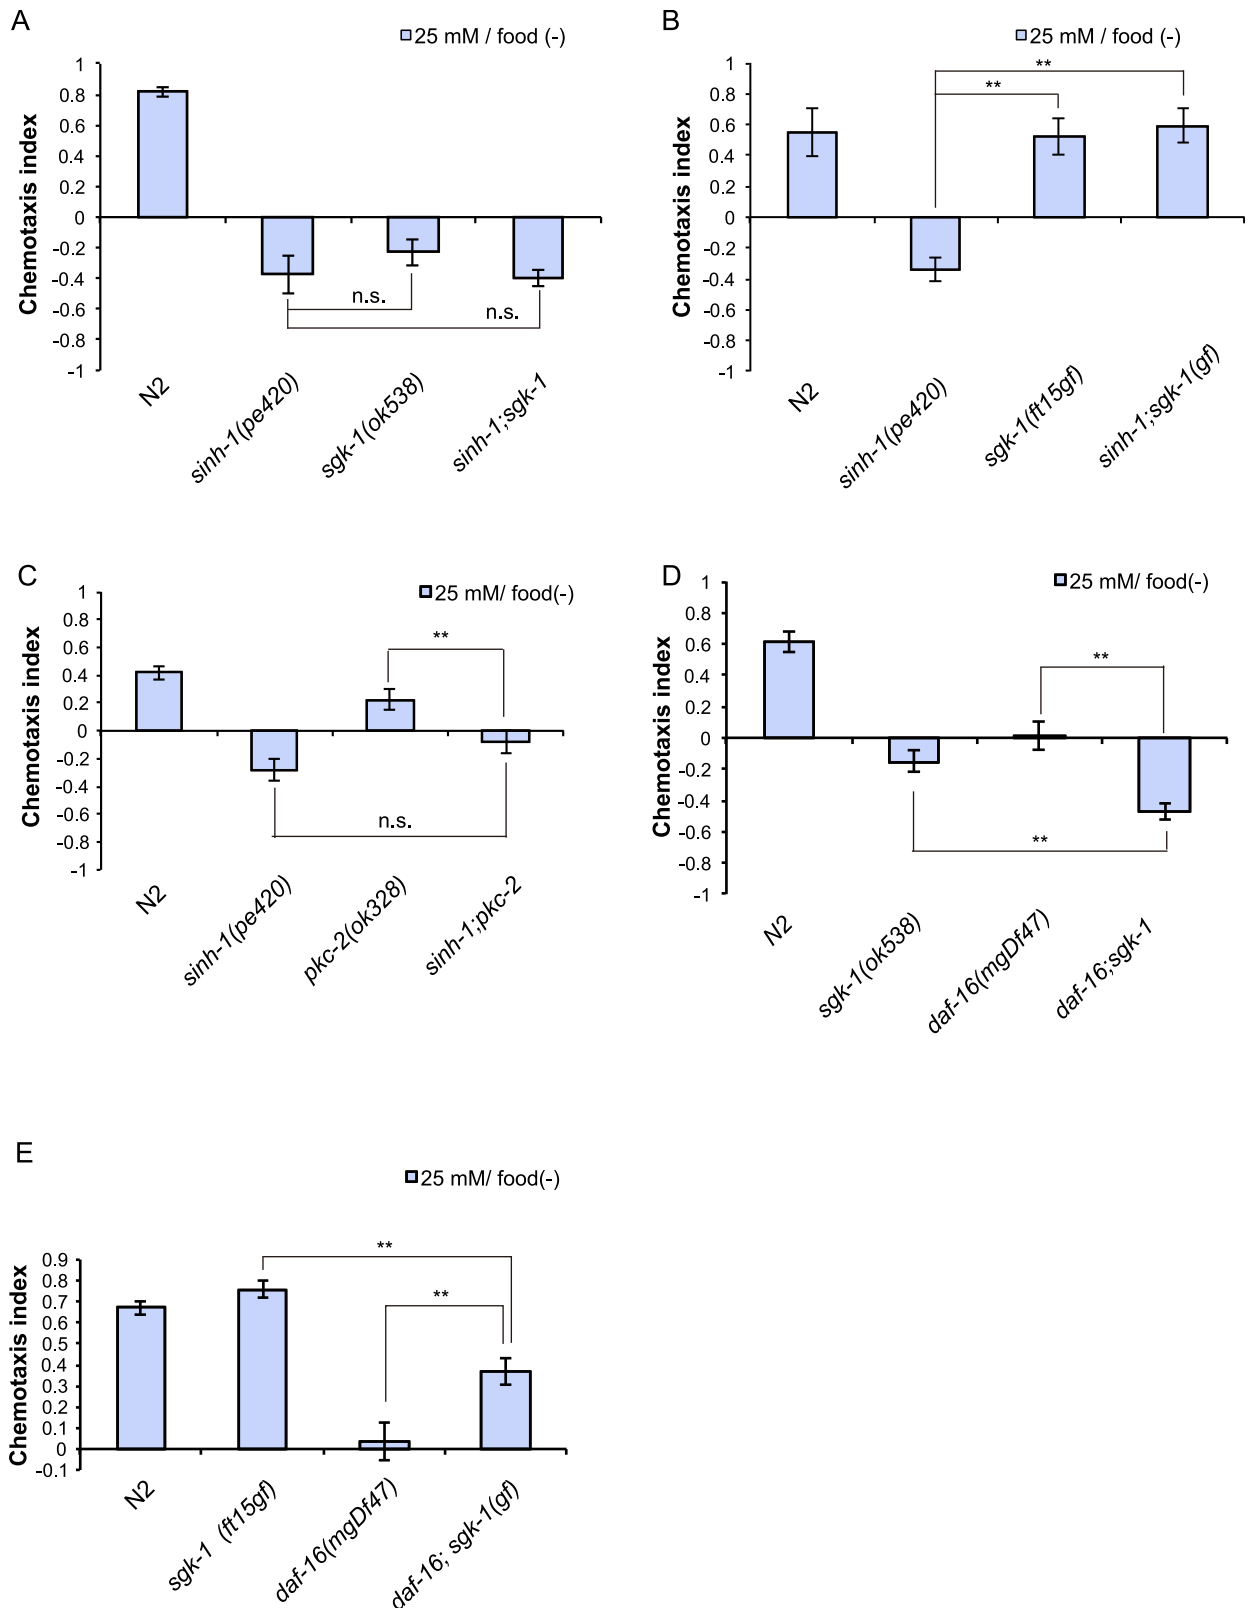 A
25 mM / food (-)
Chemotaxis index
1
0.8
0.6
0.4
0.2
0
-0.2
-0.4
-0.6
-0.8
-1
n.s.
n.s.
N2
sinh-1(pe420)
sgk-1(ok538)
sinh-1;sgk-1
B
25 mM / food (-)
Chemotaxis index
1
0.8
0.6
0.4
0.2
0
-0.2
-0.4
-0.6
-0.8
-1
**
**
N2
sinh-1(pe420)
sgk-1(ft15gf)
sinh-1;sgk-1(gf)
C
25 mM/ food(-)
Chemotaxis index
1
0.8
0.6
0.4
0.2
0
-0.2
-0.4
-0.6
-0.8
-1
**
n.s.
N2
sinh-1(pe420)
pkc-2(ok328)
sinh-1;pkc-2
D
25 mM/ food(-)
Chemotaxis index
1
0.8
0.6
0.4
0.2
0
-0.2
-0.4
-0.6
-0.8
-1
**
**
N2
sgk-1(ok538)
daf-16(mgDf47)
daf-16;sgk-1
E
25 mM/ food(-)
Chemotaxis index
0.9
0.8
0.7
0.6
0.5
0.4
0.3
0.2
0.1
0
-0.1
**
**
N2
sgk-1 (ft15gf)
daf-16(mgDf47)
daf-16; sgk-1(gf)